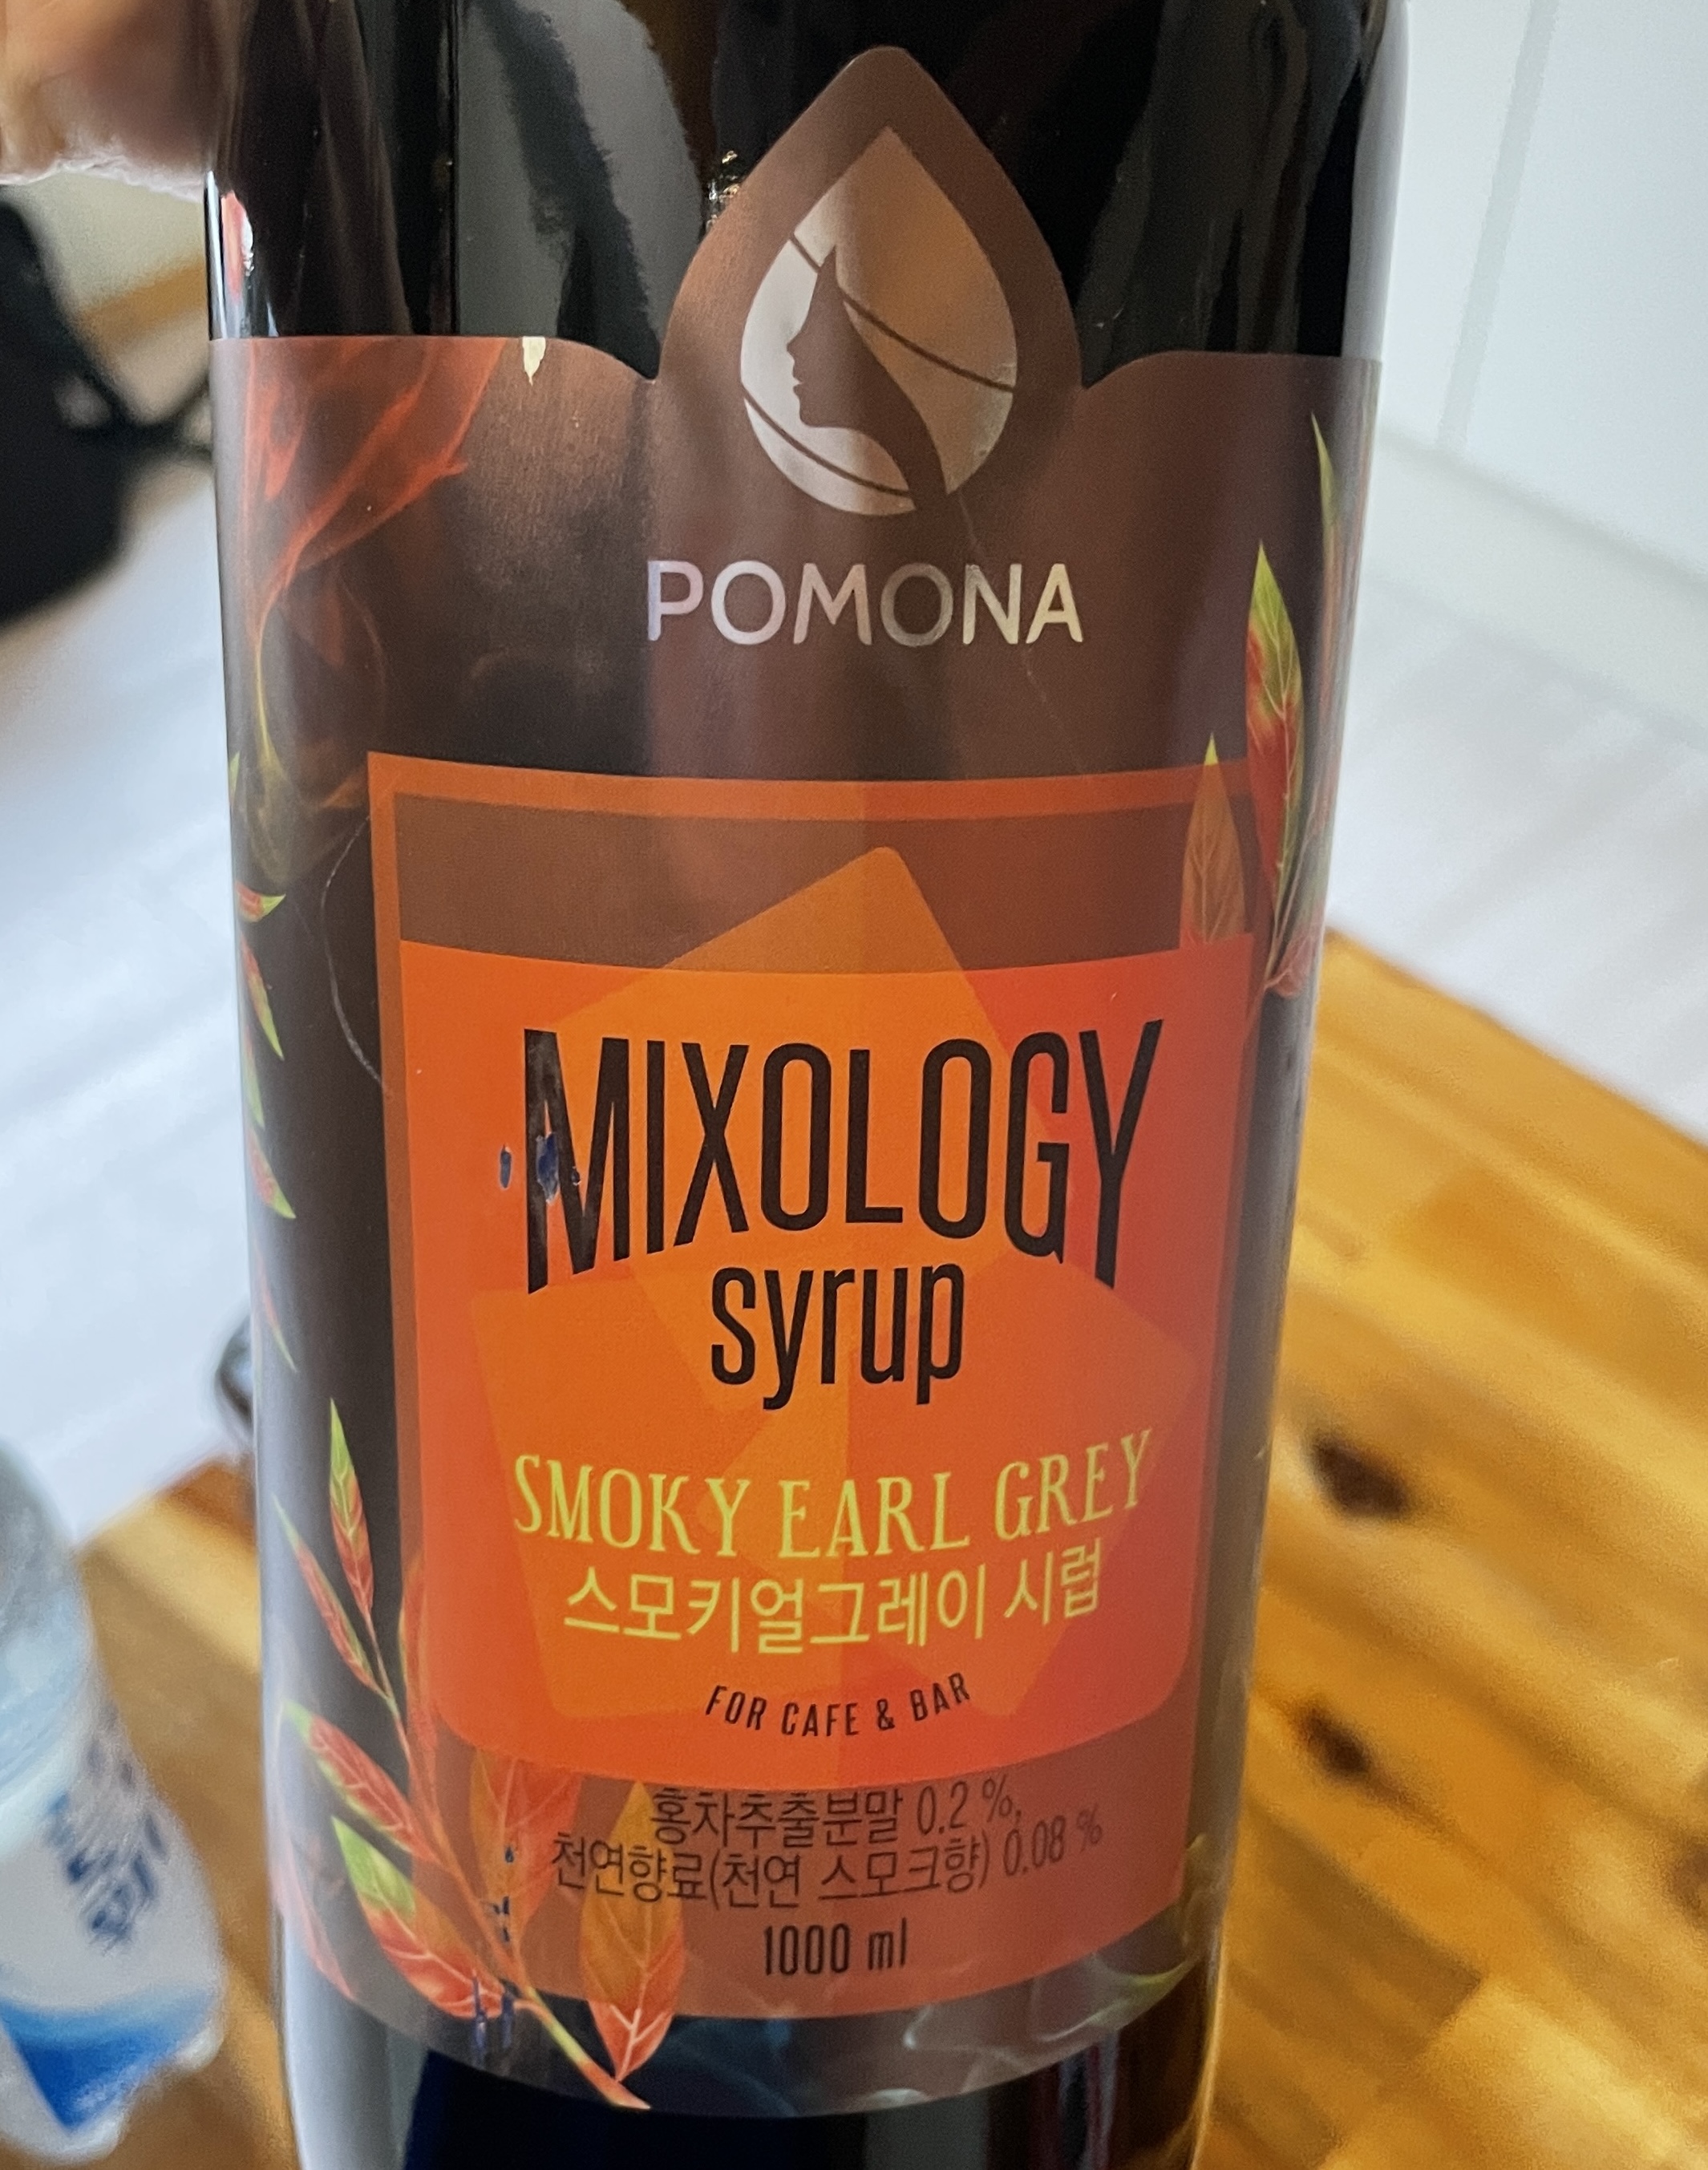 POMONA
MIXOLOGY
syrup
SMOKY EARL GREY
스모키얼그레이 시럽
FOR CAFE & BAR
홍차추출분말 0.2 %,
천연향료(천연 스모크향) 0.08 %
1000 ml